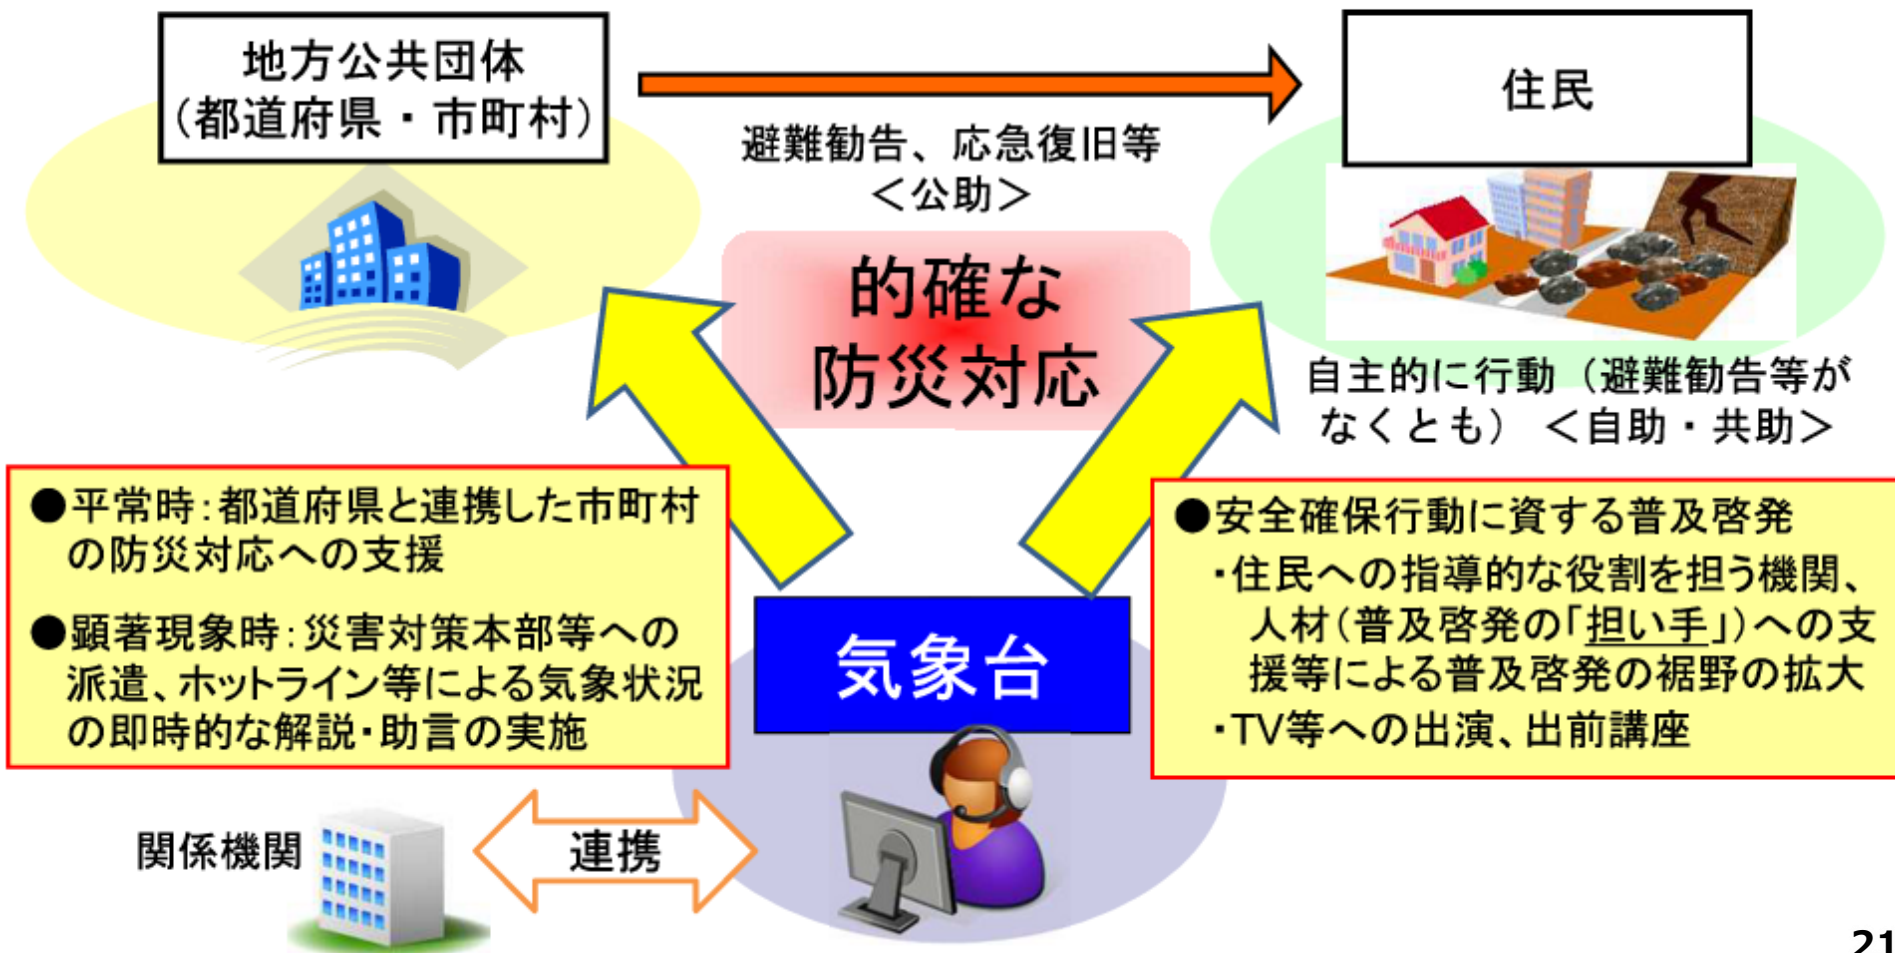 地方公共団体
（都道府県・市町村）
避難勧告、応急復旧等
＜公助＞
住民
的確な
防災対応
自主的に行動（避難勧告等が
なくとも）＜自助・共助＞
●平常時：都道府県と連携した市町村
の防災対応への支援
●顕著現象時：災害対策本部等への
派遣、ホットライン等による気象状況
の即時的な解説・助言の実施
●安全確保行動に資する普及啓発
・住民への指導的な役割を担う機関、
人材（普及啓発の「担い手」）への支
援等による普及啓発の裾野の拡大
・TV等への出演、出前講座
気象台
関係機関
連携
21